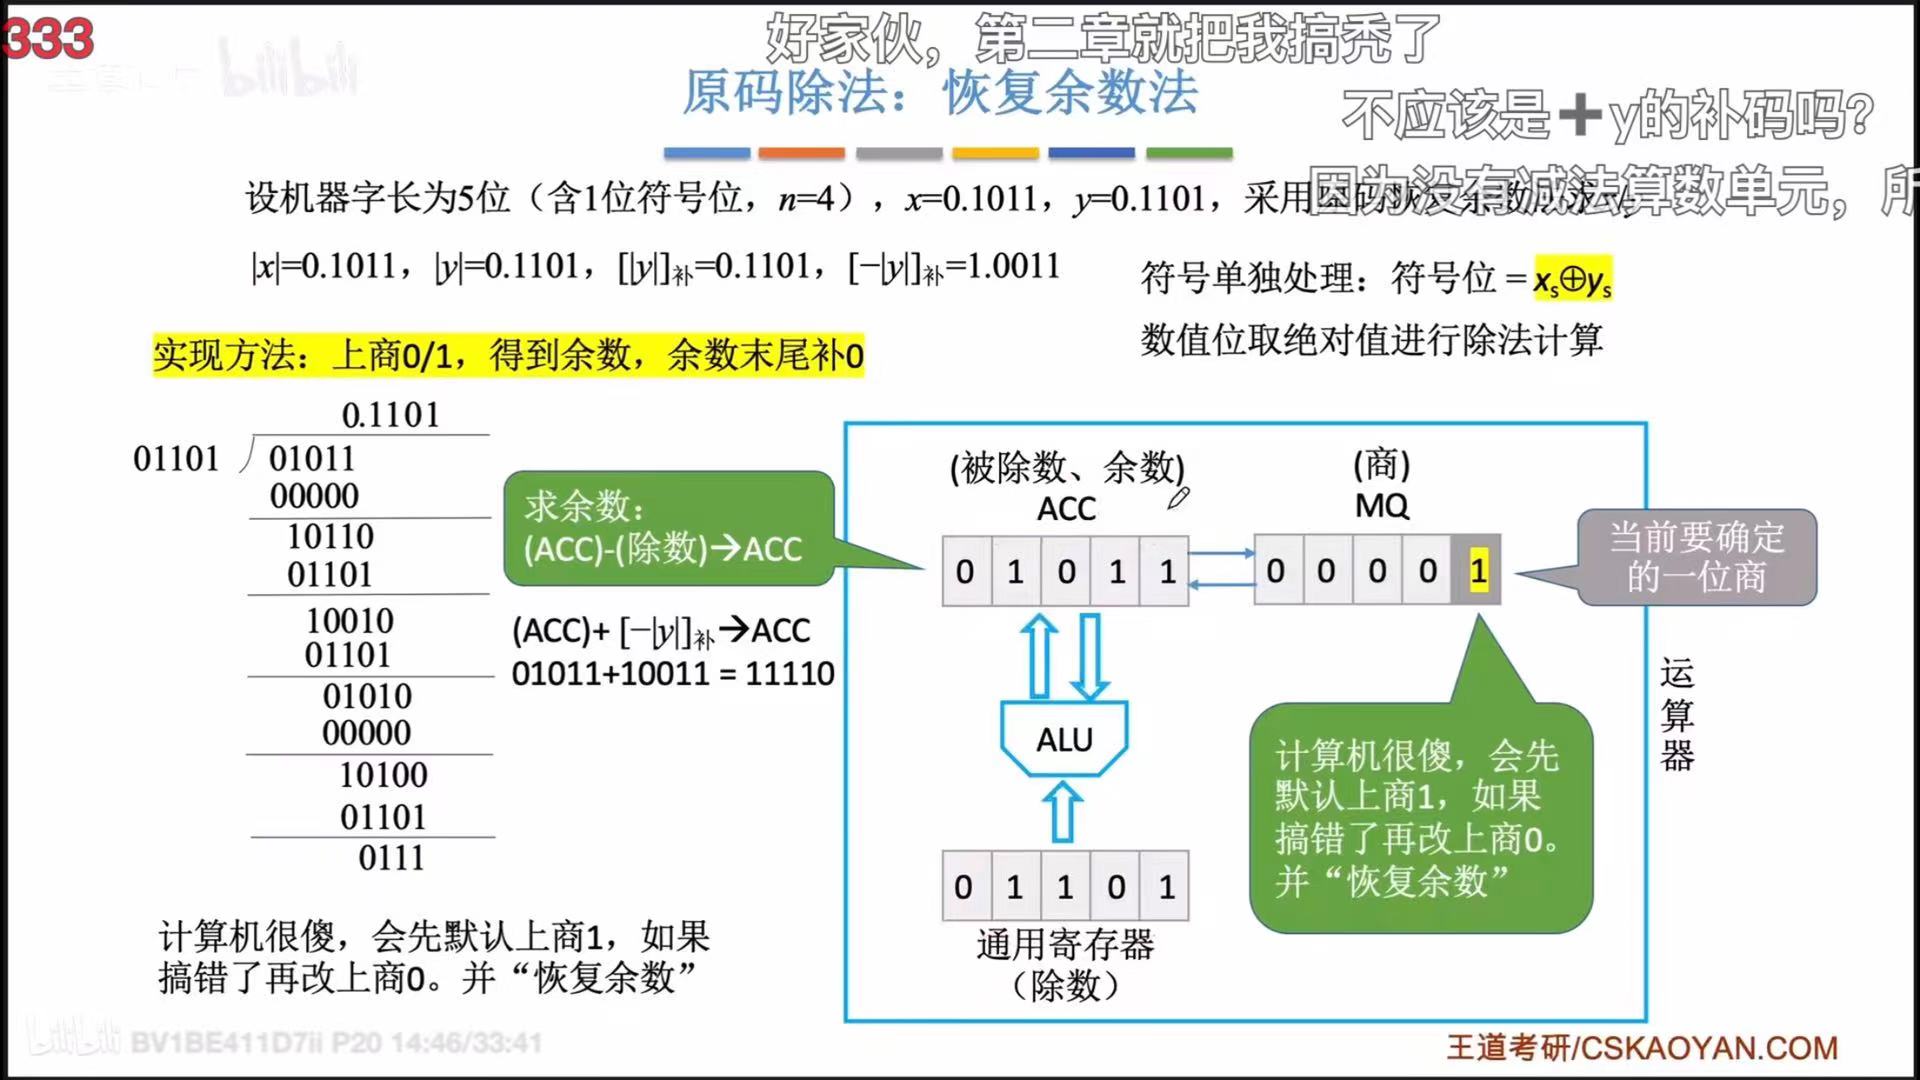 333
好家伙，第二章就把我搞秃了
bilibili
原码除法：恢复余数法
不应该是➕y的补码吗？
因为没有减法算数单元，所
设机器字长为5位（含1位符号位，n=4），x=0.1011，y=0.1101，采用
|x|=0.1011，|y|=0.1101，[|y|]补=0.1101，[−|y|]补=1.0011
符号单独处理：符号位 = xs⊕ys
数值位取绝对值进行除法计算
实现方法：上商0/1，得到余数，余数末尾补0
0.1101
01101
01011
00000
10110
01101
10010
01101
01010
00000
10100
01101
0111
求余数：
(ACC)-(除数)→ACC
(ACC)+ [−|y|]补→ACC
01011+10011 = 11110
(被除数、余数)
ACC
0 1 0 1 1
(商)
MQ
0 0 0 0 1
当前要确定
的一位商
ALU
0 1 1 0 1
通用寄存器
（除数）
运
算
器
计算机很傻，会先
默认上商1，如果
搞错了再改上商0。
并“恢复余数”
计算机很傻，会先默认上商1，如果
搞错了再改上商0。并“恢复余数”
bilibili BV1BE411D7ii P20 14:46/33:41
王道考研/CSKAOYAN.COM